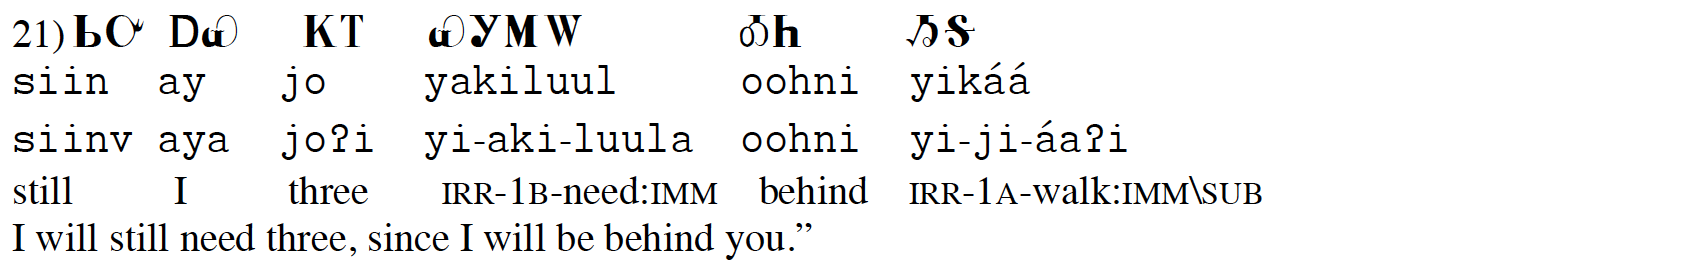 21) ᏏᏅ ᎠᏯ ᏦᎢ ᏯᎩᎷᎳ ᎣᏂ ᏱᎦ
siin ay jo yakiluul oohni yikáá
siinv aya joʔi yi-aki-luula oohni yi-ji-áaʔi
still I three IRR-1B-need:IMM behind IRR-1A-walk:IMM\SUB
I will still need three, since I will be behind you.”